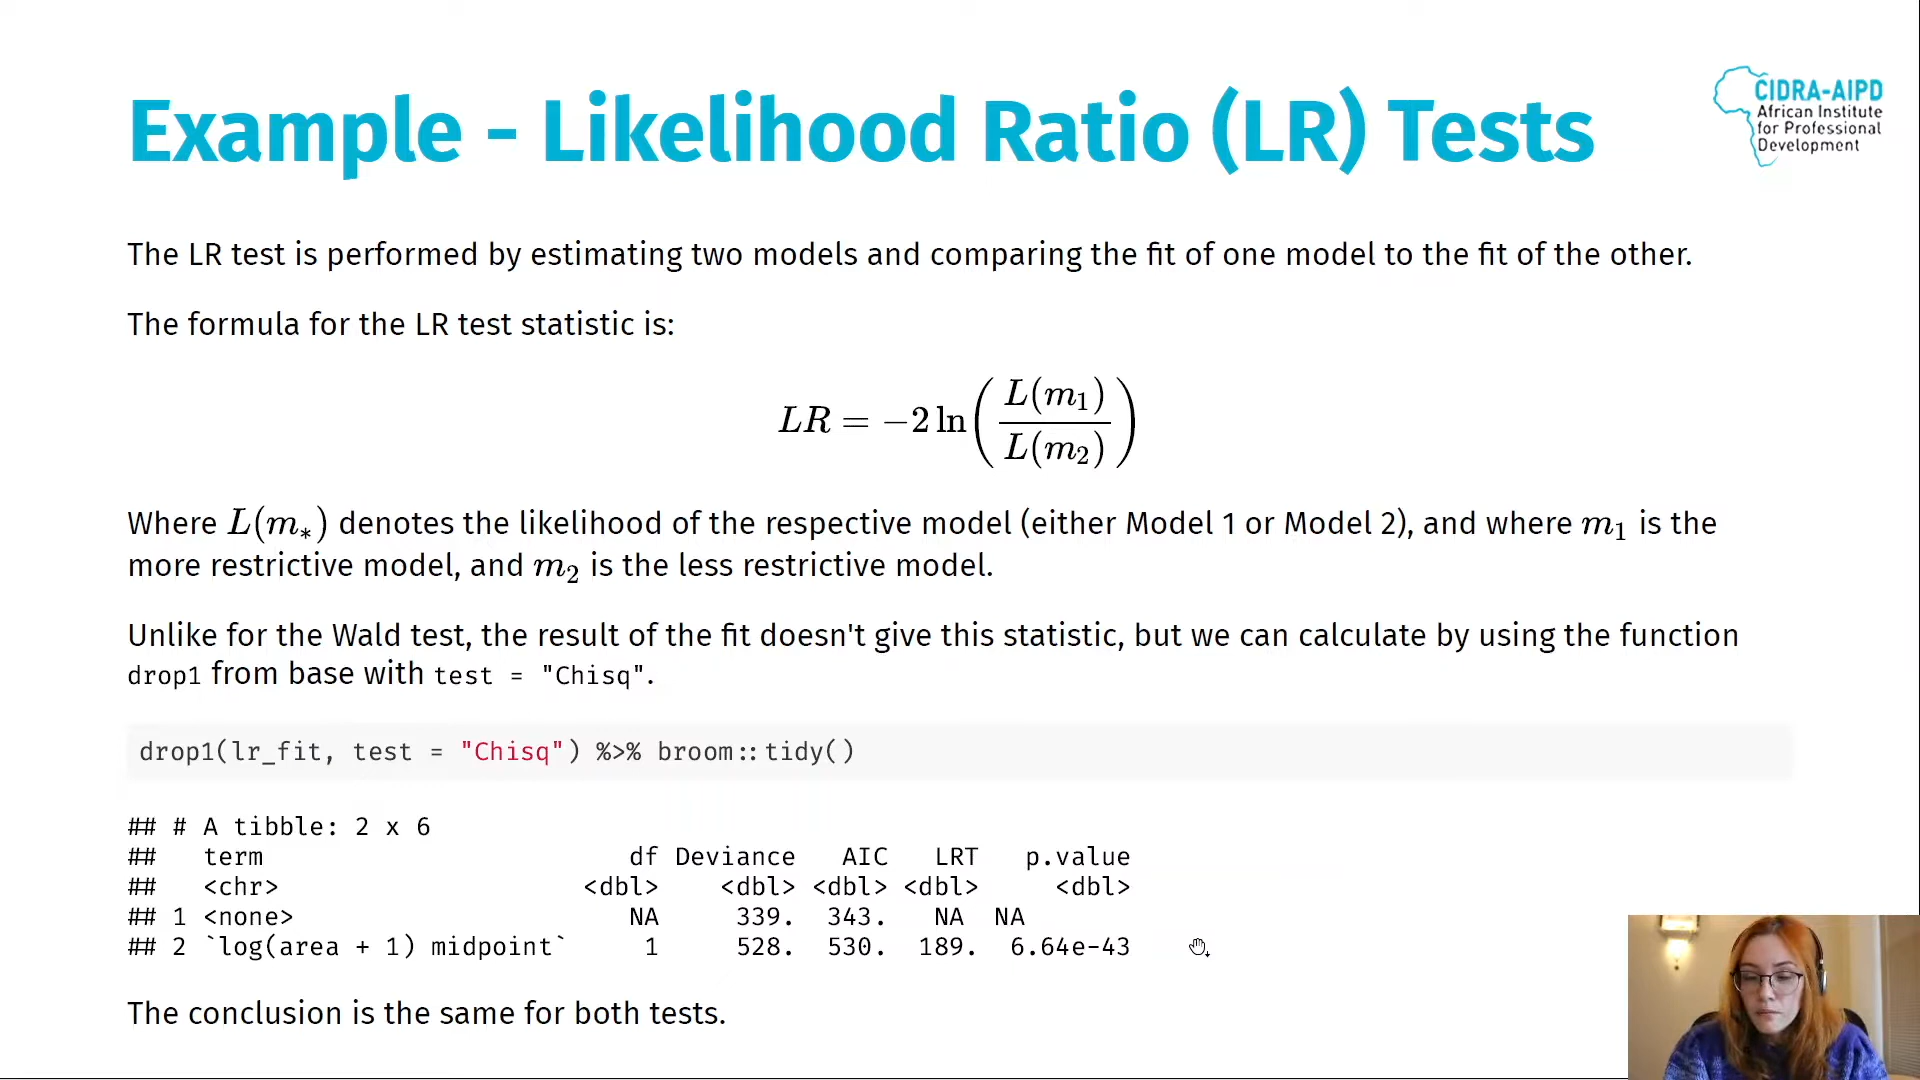 Example - Likelihood Ratio (LR) Tests
CIDRA-AIPD
African Institute
for Professional
Development
The LR test is performed by estimating two models and comparing the fit of one model to the fit of the other.
The formula for the LR test statistic is:
LR = −2 ln(L(m₁)/L(m₂))
Where L(m∗) denotes the likelihood of the respective model (either Model 1 or Model 2), and where m₁ is the
more restrictive model, and m₂ is the less restrictive model.
Unlike for the Wald test, the result of the fit doesn't give this statistic, but we can calculate by using the function
drop1 from base with test = "Chisq".
drop1(lr_fit, test = "Chisq") %>% broom::tidy()
## # A tibble: 2 x 6
##   term                        df Deviance   AIC   LRT   p.value
##   <chr>                    <dbl>    <dbl> <dbl> <dbl>     <dbl>
## 1 <none>                      NA     339.  343.   NA  NA
## 2 `log(area + 1) midpoint`     1     528.  530.  189.  6.64e-43
The conclusion is the same for both tests.